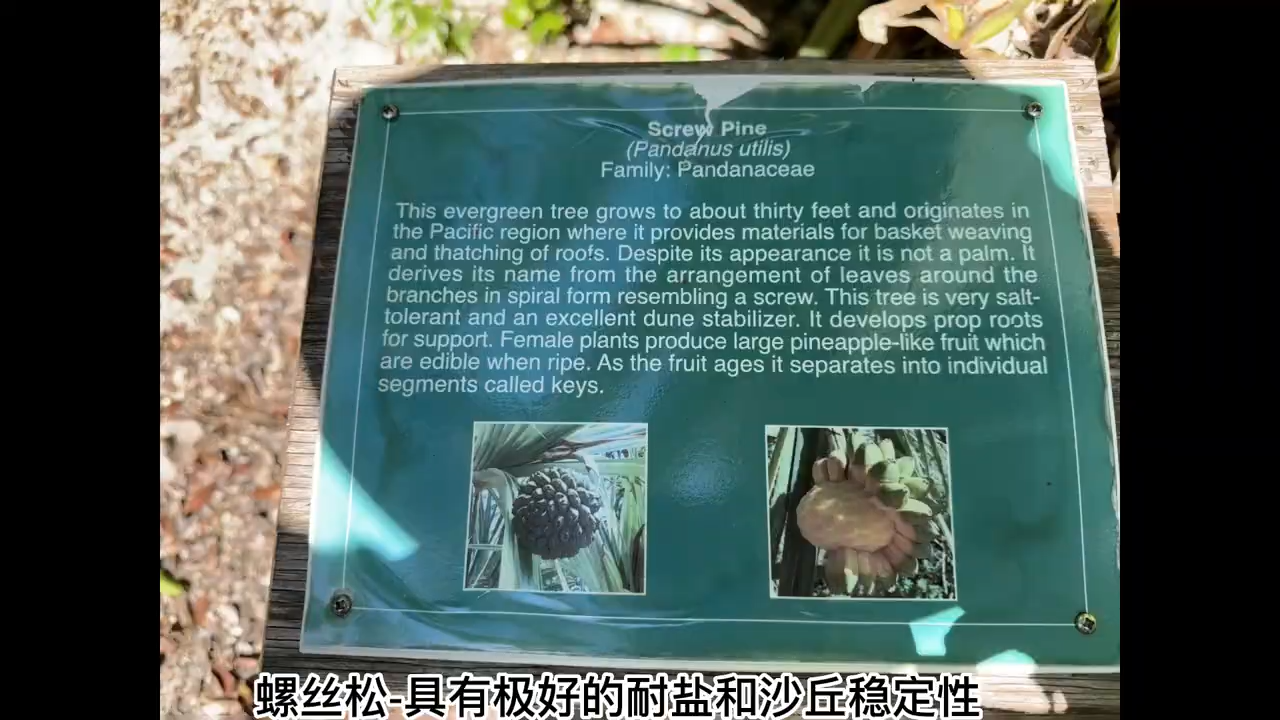 Screw Pine
(Pandanus utilis)
Family: Pandanaceae
This evergreen tree grows to about thirty feet and originates in
the Pacific region where it provides materials for basket weaving
and thatching of roofs. Despite its appearance it is not a palm. It
derives its name from the arrangement of leaves around the
branches in spiral form resembling a screw. This tree is very salt-
tolerant and an excellent dune stabilizer. It develops prop roots
for support. Female plants produce large pineapple-like fruit which
are edible when ripe. As the fruit ages it separates into individual
segments called keys.
螺丝松-具有极好的耐盐和沙丘稳定性